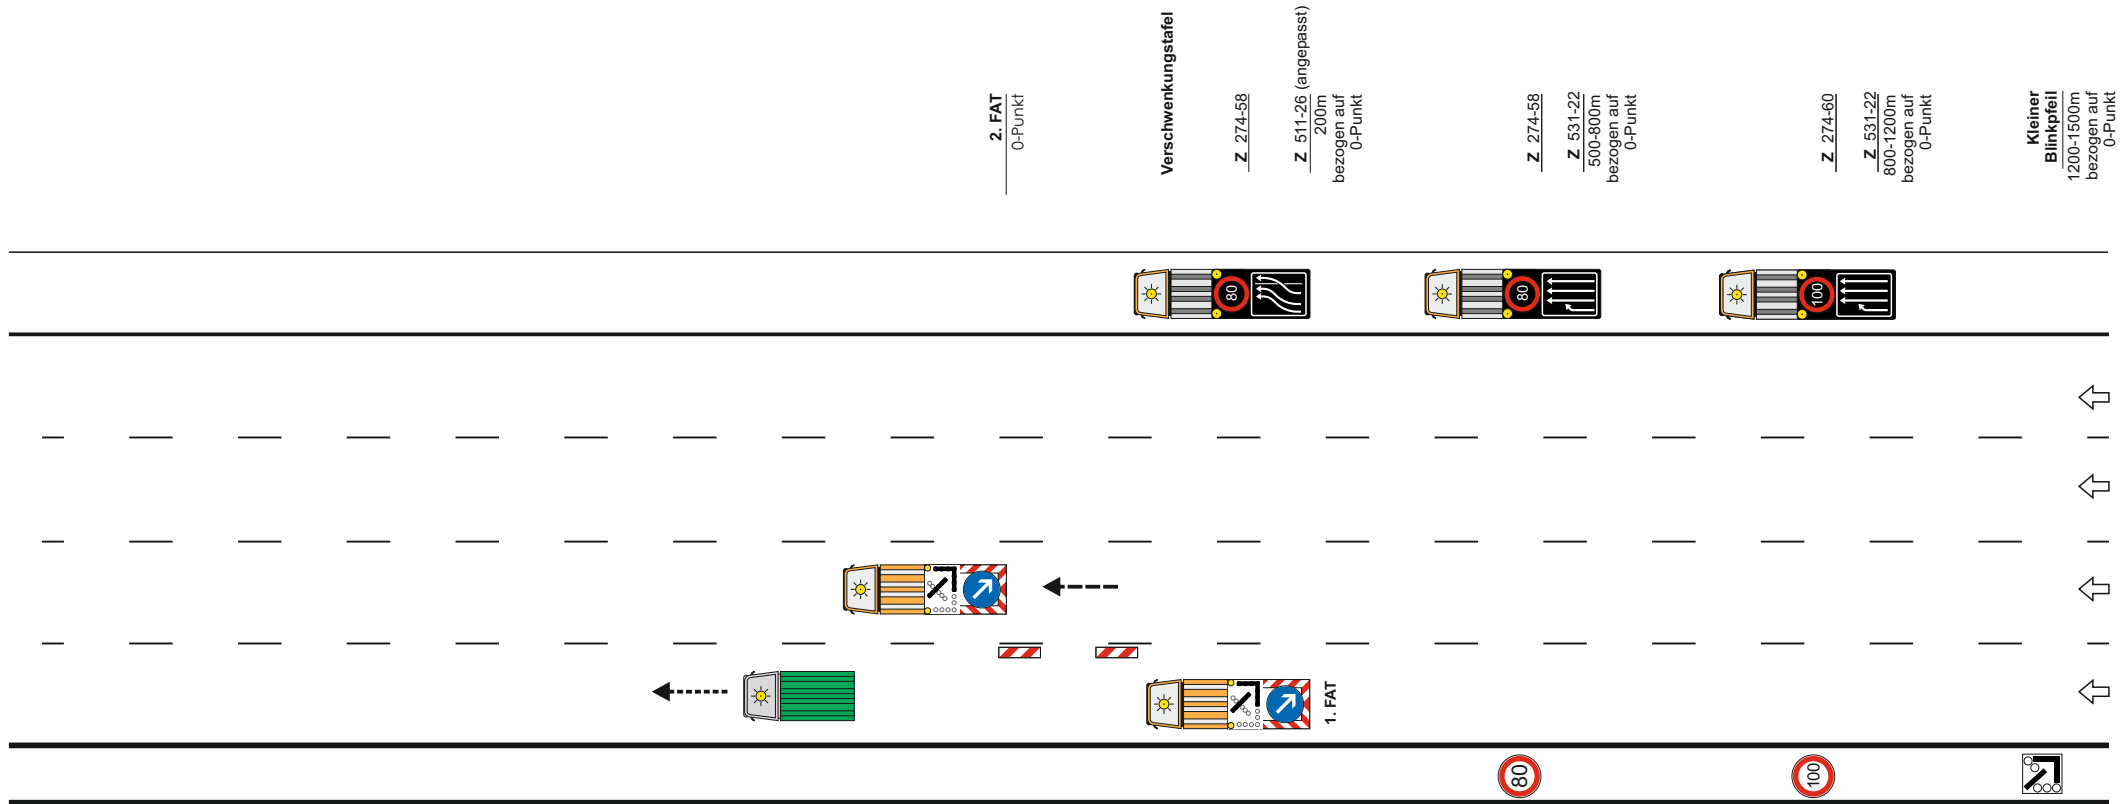 2. FAT
0-Punkt
Verschwenkungstafel
Z 274-58
Z 511-26 (angepasst)
200m
bezogen auf
0-Punkt
Z 274-58
Z 531-22
500-800m
bezogen auf
0-Punkt
Z 274-60
Z 531-22
800-1200m
bezogen auf
0-Punkt
Kleiner
Blinkpfeil
1200-1500m
bezogen auf
0-Punkt
80
80
100
1. FAT
80
100